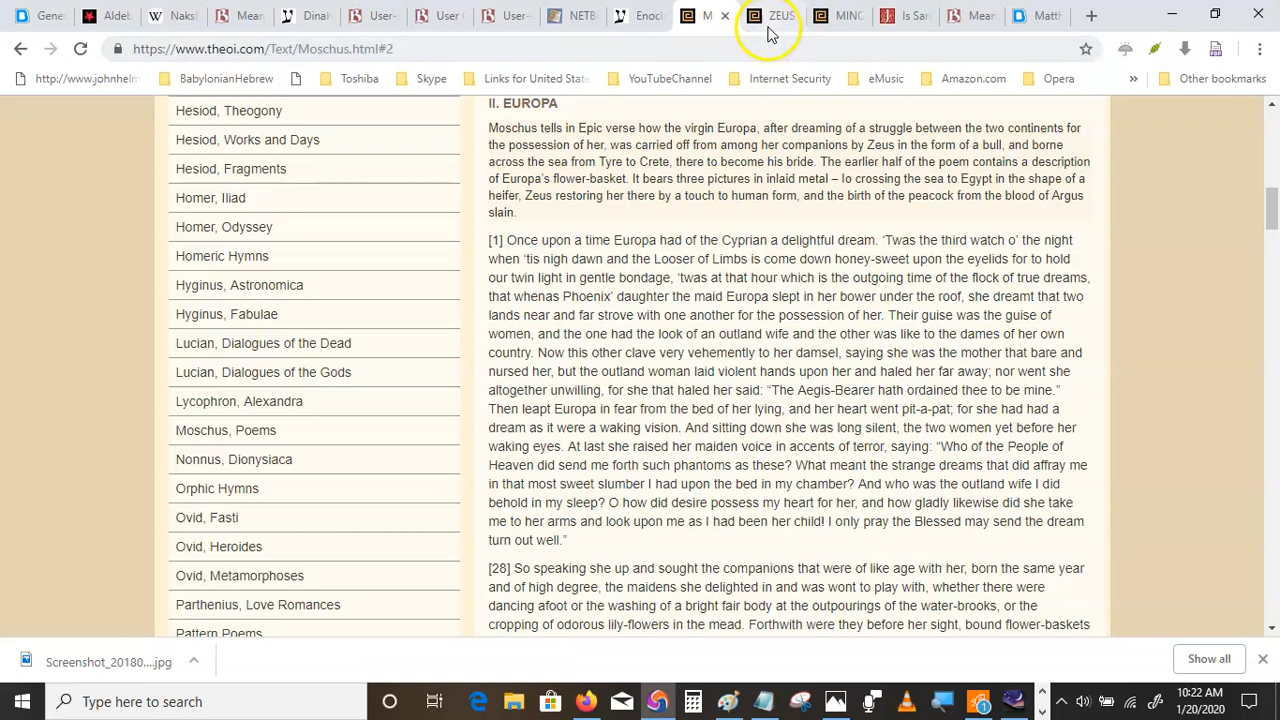 Gene
Aldeb
Naksh
Mean
Dinal
User-
User
User-
NETB
Enoch
M
ZEUS
MINO
Is Sar
Mean
Matth
https://www.theoi.com/Text/Moschus.html#2
http://www.johnhelm
BabylonianHebrew
Toshiba
Skype
Links for United State
YouTubeChannel
Internet Security
eMusic
Amazon.com
Opera
»
Other bookmarks
Hesiod, Theogony
Hesiod, Works and Days
Hesiod, Fragments
Homer, Iliad
Homer, Odyssey
Homeric Hymns
Hyginus, Astronomica
Hyginus, Fabulae
Lucian, Dialogues of the Dead
Lucian, Dialogues of the Gods
Lycophron, Alexandra
Moschus, Poems
Nonnus, Dionysiaca
Orphic Hymns
Ovid, Fasti
Ovid, Heroides
Ovid, Metamorphoses
Parthenius, Love Romances
Pattern Poems
II. EUROPA
Moschus tells in Epic verse how the virgin Europa, after dreaming of a struggle between the two continents for
the possession of her, was carried off from among her companions by Zeus in the form of a bull, and borne
across the sea from Tyre to Crete, there to become his bride. The earlier half of the poem contains a description
of Europa's flower-basket. It bears three pictures in inlaid metal – Io crossing the sea to Egypt in the shape of a
heifer, Zeus restoring her there by a touch to human form, and the birth of the peacock from the blood of Argus
slain.
[1] Once upon a time Europa had of the Cyprian a delightful dream. ‘Twas the third watch o’ the night
when ‘tis nigh dawn and the Looser of Limbs is come down honey-sweet upon the eyelids for to hold
our twin light in gentle bondage, ‘twas at that hour which is the outgoing time of the flock of true dreams,
that whenas Phoenix’ daughter the maid Europa slept in her bower under the roof, she dreamt that two
lands near and far strove with one another for the possession of her. Their guise was the guise of
women, and the one had the look of an outland wife and the other was like to the dames of her own
country. Now this other clave very vehemently to her damsel, saying she was the mother that bare and
nursed her, but the outland woman laid violent hands upon her and haled her far away; nor went she
altogether unwilling, for she that haled her said: “The Aegis-Bearer hath ordained thee to be mine.”
Then leapt Europa in fear from the bed of her lying, and her heart went pit-a-pat; for she had had a
dream as it were a waking vision. And sitting down she was long silent, the two women yet before her
waking eyes. At last she raised her maiden voice in accents of terror, saying: “Who of the People of
Heaven did send me forth such phantoms as these? What meant the strange dreams that did affray me
in that most sweet slumber I had upon the bed in my chamber? And who was the outland wife I did
behold in my sleep? O how did desire possess my heart for her, and how gladly likewise did she take
me to her arms and look upon me as I had been her child! I only pray the Blessed may send the dream
turn out well.”
[28] So speaking she up and sought the companions that were of like age with her, born the same year
and of high degree, the maidens she delighted in and was wont to play with, whether there were
dancing afoot or the washing of a bright fair body at the outpourings of the water-brooks, or the
cropping of odorous lily-flowers in the mead. Forthwith were they before her sight, bound flower-baskets
Screenshot_20180....jpg
Show all
Type here to search
10:22 AM
1/20/2020